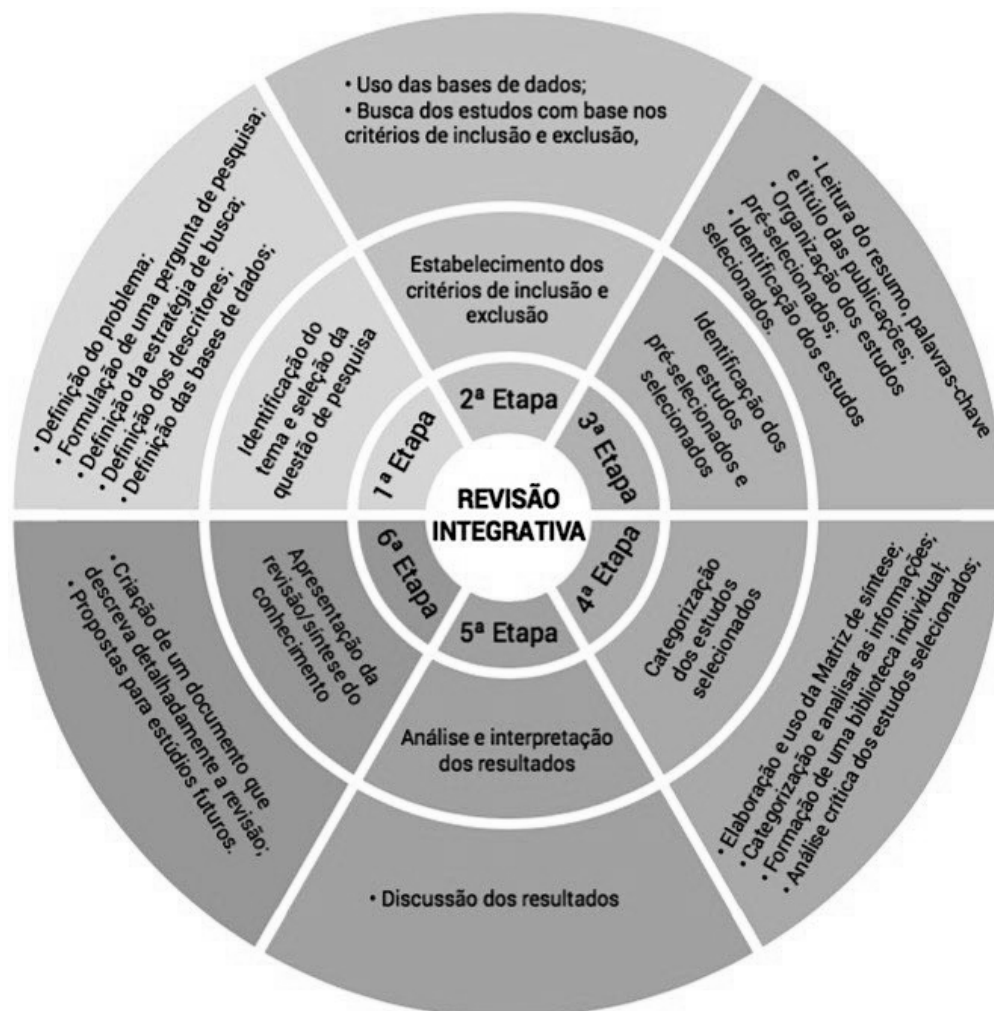 REVISÃO
INTEGRATIVA
1ª Etapa
Identificação do
tema e seleção da
questão de pesquisa
• Definição do problema;
• Formulação de uma pergunta de pesquisa;
• Definição da estratégia de busca;
• Definição dos descritores;
• Definição das bases de dados;
2ª Etapa
Estabelecimento dos
critérios de inclusão e
exclusão
• Uso das bases de dados;
• Busca dos estudos com base nos
critérios de inclusão e exclusão,
3ª Etapa
Identificação dos
estudos
pré-selecionados e
selecionados
• Leitura do resumo, palavras-chave
e titúlo das publicações;
• Organização dos estudos
pré-selecionados;
• Identificação dos estudos
selecionados.
4ª Etapa
Categorização
dos estudos
selecionados
• Elaboração e uso da Matriz de síntese;
• Categorização e analisar as informações;
• Formação de uma biblioteca individual;
• Análise crítica dos estudos selecionados;
5ª Etapa
Análise e interpretação
dos resultados
• Discussão dos resultados
6ª Etapa
Apresentação da
revisão/síntese do
conhecimento
• Criação de um documento que
descreva detalhadamente a revisão;
• Propostas para estúdios futuros.